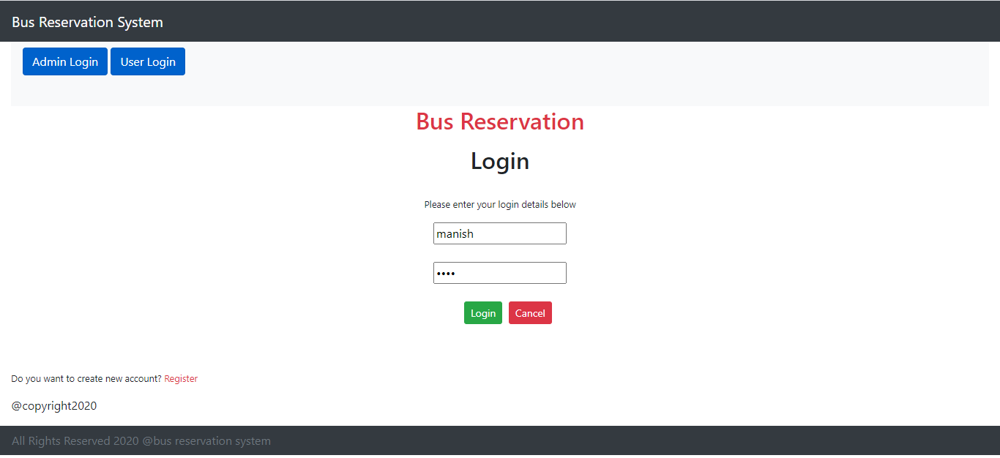 Bus Reservation System
Admin Login User Login
Bus Reservation
Login
Please enter your login details below
manish
••••
Login Cancel
Do you want to create new account? Register
@copyright2020
All Rights Reserved 2020 @bus reservation system